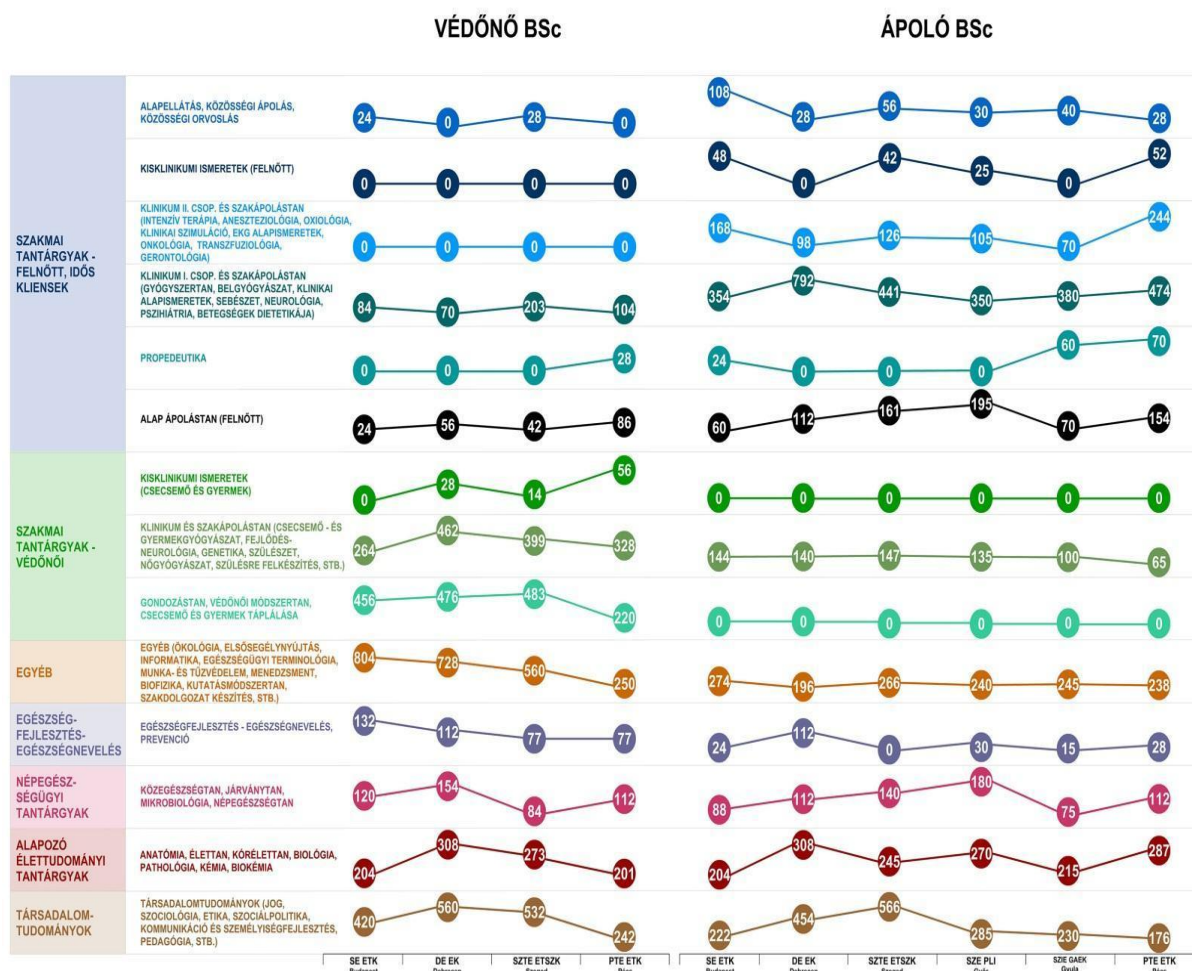 VÉDŐNŐ BSc
ÁPOLÓ BSc
SZAKMAI
TANTÁRGYAK -
FELNŐTT, IDŐS
KLIENSEK
ALAPELLÁTÁS, KÖZÖSSÉGI ÁPOLÁS,
KÖZÖSSÉGI ORVOSLÁS
24 0 28 0 108 28 56 30 40 28
KISKLINIKUMI ISMERETEK (FELNŐTT)
0 0 0 0 48 0 42 25 0 52
KLINIKUM II. CSOP. ÉS SZAKÁPOLÁSTAN
(INTENZÍV TERÁPIA, ANESZTEZIOLÓGIA, OXIOLÓGIA,
KLINIKAI SZIMULÁCIÓ, EKG ALAPISMERETEK,
ONKOLÓGIA, TRANSZFUZIOLÓGIA,
GERONTOLÓGIA)
0 0 0 0 168 98 126 105 70 244
KLINIKUM I. CSOP. ÉS SZAKÁPOLÁSTAN
(GYÓGYSZERTAN, BELGYÓGYÁSZAT, KLINIKAI
ALAPISMERETEK, SEBÉSZET, NEUROLÓGIA,
PSZIHIÁTRIA, BETEGSÉGEK DIETETIKÁJA)
84 70 203 104 354 792 441 350 380 474
PROPEDEUTIKA
0 0 0 28 24 0 0 0 60 70
ALAP ÁPOLÁSTAN (FELNŐTT)
24 56 42 86 60 112 161 195 70 154
SZAKMAI
TANTÁRGYAK -
VÉDŐNŐI
KISKLINIKUMI ISMERETEK
(CSECSEMŐ ÉS GYERMEK)
0 28 14 56 0 0 0 0 0 0
KLINIKUM ÉS SZAKÁPOLÁSTAN (CSECSEMŐ - ÉS
GYERMEKGYÓGYÁSZAT, FEJLŐDÉS-
NEUROLÓGIA, GENETIKA, SZÜLÉSZET,
NŐGYÓGYÁSZAT, SZÜLÉSRE FELKÉSZÍTÉS, STB.)
264 462 399 328 144 140 147 135 100 65
GONDOZÁSTAN, VÉDŐNŐI MÓDSZERTAN,
CSECSEMŐ ÉS GYERMEK TÁPLÁLÁSA
456 476 483 220 0 0 0 0 0 0
EGYÉB
EGYÉB (ÖKOLÓGIA, ELSŐSEGÉLYNYÚJTÁS,
INFORMATIKA, EGÉSZSÉGÜGYI TERMINOLÓGIA,
MUNKA- ÉS TŰZVÉDELEM, MENEDZSMENT,
BIOFIZIKA, KUTATÁSMÓDSZERTAN,
SZAKDOLGOZAT KÉSZÍTÉS, STB.)
804 728 560 250 274 196 266 240 245 238
EGÉSZSÉG-
FEJLESZTÉS-
EGÉSZSÉGNEVELÉS
EGÉSZSÉGFEJLESZTÉS - EGÉSZSÉGNEVELÉS,
PREVENCIÓ
132 112 77 77 24 112 0 30 15 28
NÉPEGÉSZ-
SÉGÜGYI
TANTÁRGYAK
KÖZEGÉSZSÉGTAN, JÁRVÁNYTAN,
MIKROBIOLÓGIA, NÉPEGÉSZSÉGTAN
120 154 84 112 88 112 140 180 75 112
ALAPOZÓ
ÉLETTUDOMÁNYI
TANTÁRGYAK
ANATÓMIA, ÉLETTAN, KÓRÉLETTAN, BIOLÓGIA,
PATHOLÓGIA, KÉMIA, BIOKÉMIA
204 308 273 201 204 308 245 270 215 287
TÁRSADALOM-
TUDOMÁNYOK
TÁRSADALOMTUDOMÁNYOK (JOG,
SZOCIOLÓGIA, ETIKA, SZOCIÁLPOLITIKA,
KOMMUNIKÁCIÓ ÉS SZEMÉLYISÉGFEJLESZTÉS,
PEDAGÓGIA, STB.)
420 560 532 242 222 454 566 285 230 176
SE ETK DE EK SZTE ETSZK PTE ETK SE ETK DE EK SZTE ETSZK SZE PLI SZIE GAEK PTE ETK